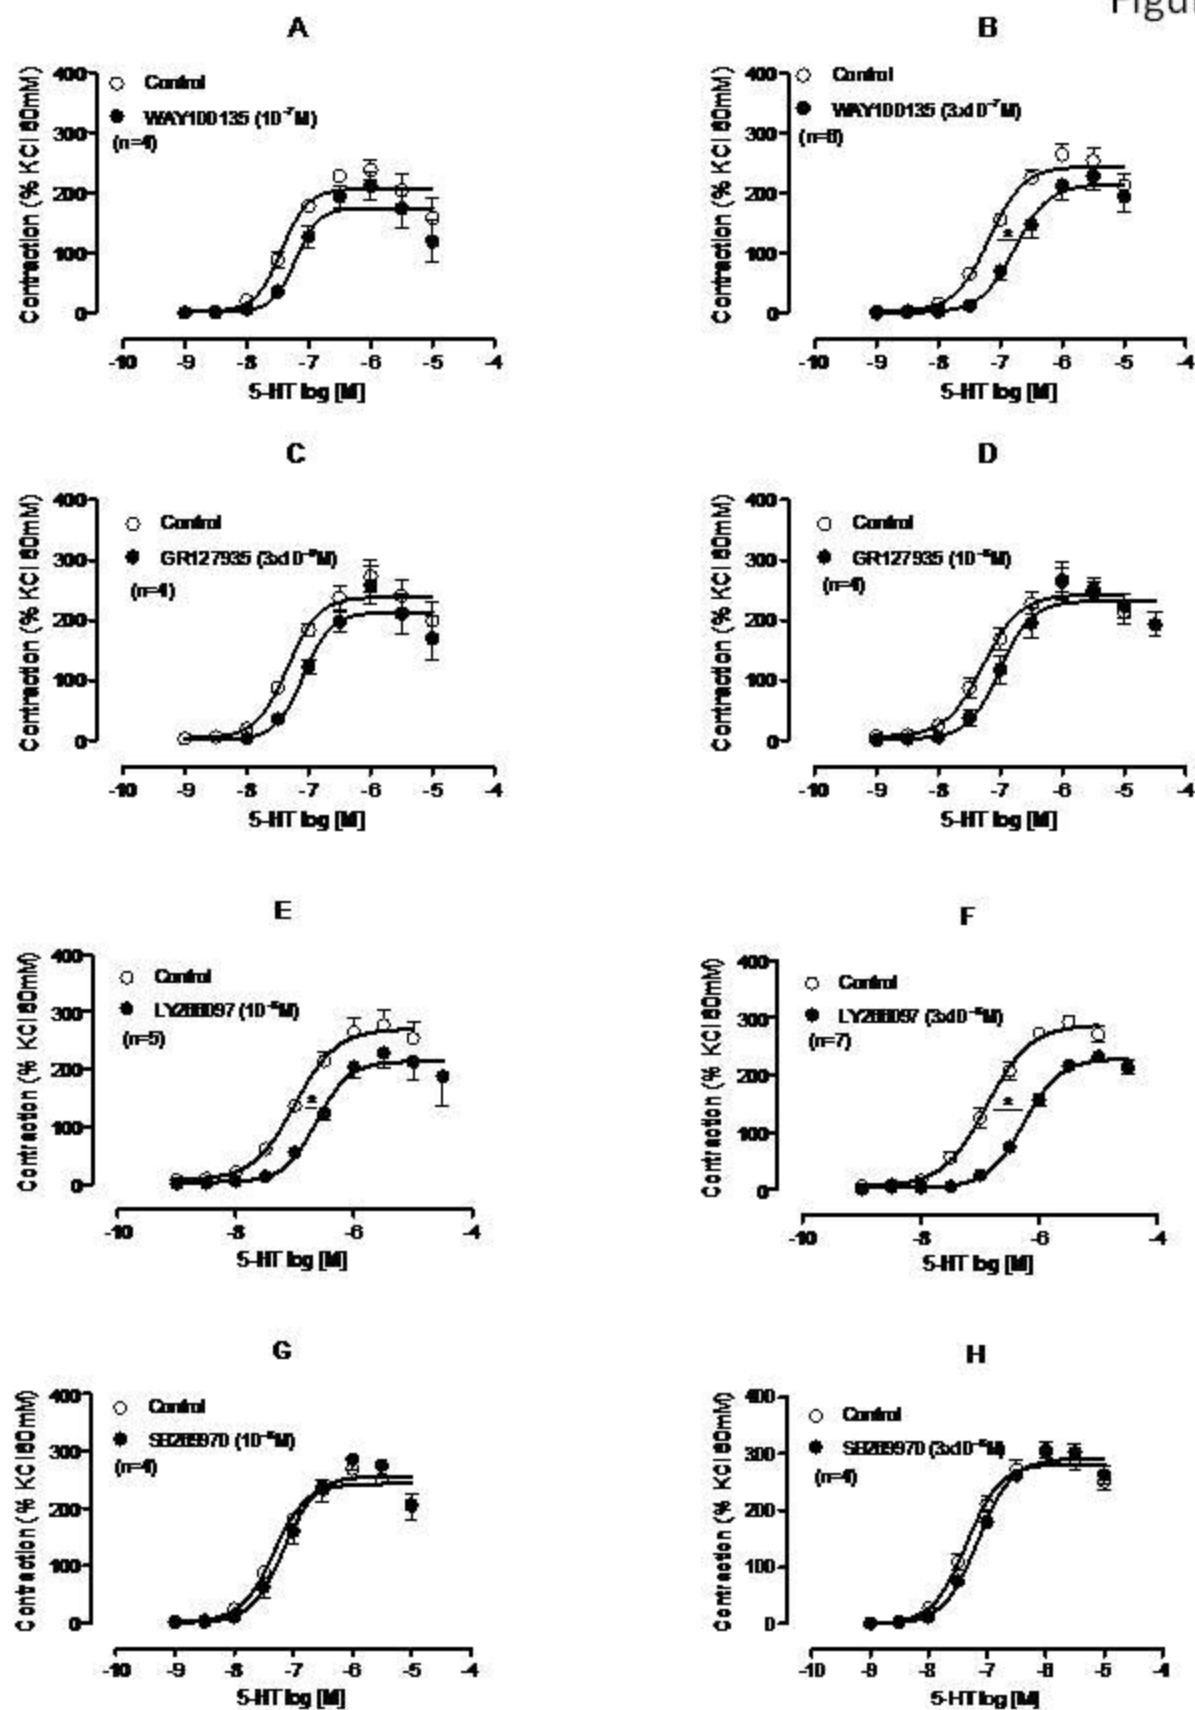 Figu
A
Contraction (% KCl 80mM)
400
300
200
100
0
Control
WAY100135 (10⁻⁷M)
(n=4)
-10 -9 -8 -7 -6 -5 -4
5-HT log [M]
B
Contraction (% KCl 80mM)
400
300
200
100
0
Control
WAY100135 (3x10⁻⁷M)
(n=6)
*
-10 -9 -8 -7 -6 -5 -4
5-HT log [M]
C
Contraction (% KCl 80mM)
400
300
200
100
0
Control
GR127935
(n=4)
-10 -9 -8 -7 -6 -5 -4
5-HT log [M]
D
Contraction (% KCl 80mM)
400
300
200
100
0
Control
GR127935
(n=4)
-10 -9 -8 -7 -6 -5 -4
5-HT log [M]
E
Contraction (% KCl 80mM)
400
300
200
100
0
Control
LY266097
(n=5)
*
-10 -8 -6 -4
5-HT log [M]
F
Contraction (% KCl 80mM)
400
300
200
100
0
Control
LY266097
(n=7)
*
-10 -8 -6 -4
5-HT log [M]
G
Contraction (% KCl 80mM)
400
300
200
100
0
Control
SB269970
(n=4)
-10 -9 -8 -7 -6 -5 -4
5-HT log [M]
H
Contraction (% KCl 80mM)
400
300
200
100
0
Control
SB269970
(n=4)
-10 -9 -8 -7 -6 -5 -4
5-HT log [M]